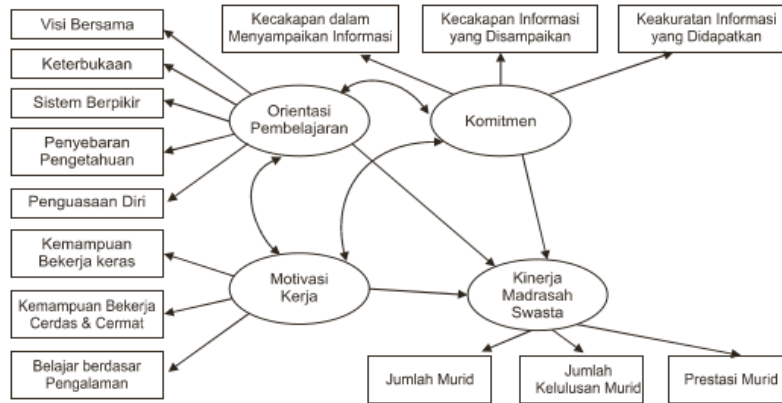 Visi Bersama
Keterbukaan
Sistem Berpikir
Penyebaran
Pengetahuan
Penguasaan Diri
Kemampuan
Bekerja keras
Kemampuan Bekerja
Cerdas & Cermat
Belajar berdasar
Pengalaman
Kecakapan dalam
Menyampaikan Informasi
Kecakapan Informasi
yang Disampaikan
Keakuratan Informasi
yang Didapatkan
Orientasi
Pembelajaran
Komitmen
Motivasi
Kerja
Kinerja
Madrasah
Swasta
Jumlah Murid
Jumlah
Kelulusan Murid
Prestasi Murid